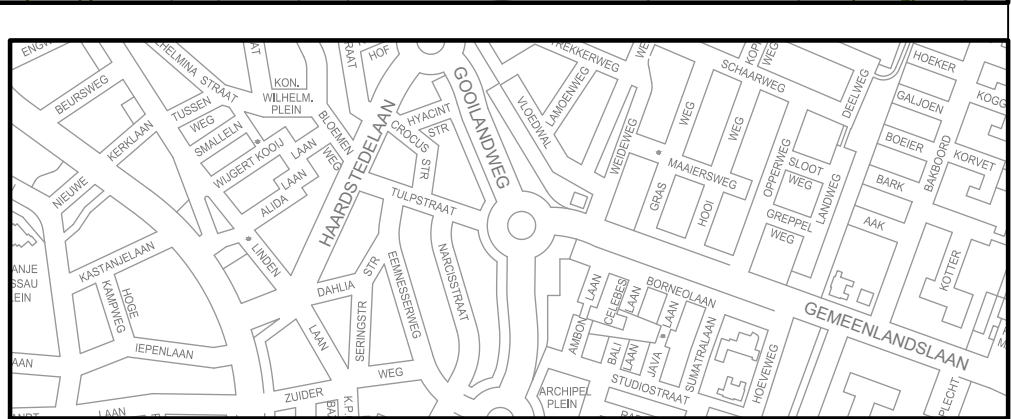 HELMINA STRAAT
HOF
TREKKERWEG
SCHAARWEG
HOEKER
BEURSWEG
KON.
WILHELM.
PLEIN
GOOILANDWEG
LAMOENWEG
VLOEDWAL
DEELWEG
GALJOEN
TUSSEN
WEG
SMALLELN
BLOEMEN
WEG
HAARDSTEDELAAN
HYACINT
STR
CROCUS
STR
WEIDEWEG
WEG
WEG
BOEIER
BAKBOORD
KORVET
KERKLAAN
WIJGERT KOOIJ
LAAN
ALIDA
LAAN
MAAIERSWEG
OPPERWEG
SLOOT
WEG
LANDWEG
BARK
NIEUWE
TULPSTRAAT
GRAS
HOOI
GREPPEL
WEG
AAK
KASTANJELAAN
LINDEN
LAAN
DAHLIA
STR
SERINGSTR
EEMNESSERWEG
NARCISSTRAAT
BORNEOLAAN
KOTTER
HOGE
KAMPWEG
AMBON
LAAN
CELEBES
LAAN
BALI
LAAN
JAVA
LAAN
SUMATRALAAN
HOEVEWEG
GEMEENLANDSLAAN
IEPENLAAN
WEG
ZUIDER
STUDIOSTRAAT
ARCHIPEL
PLEIN
PLECHT
LAAN
K.P.